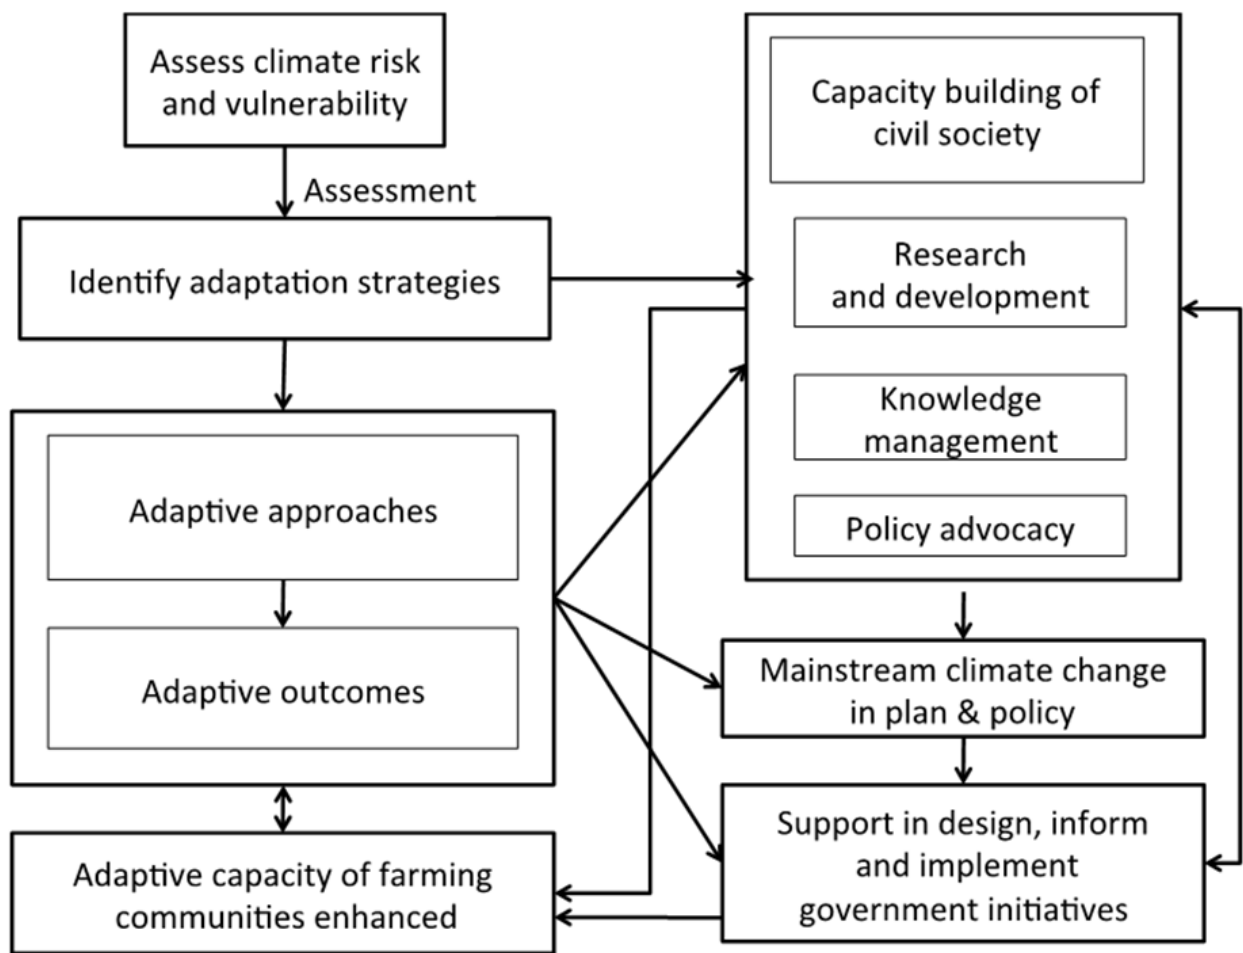 Assess climate risk
and vulnerability
Assessment
Identify adaptation strategies
Adaptive approaches
Adaptive outcomes
Adaptive capacity of farming
communities enhanced
Capacity building of
civil society
Research
and development
Knowledge
management
Policy advocacy
Mainstream climate change
in plan & policy
Support in design, inform
and implement
government initiatives